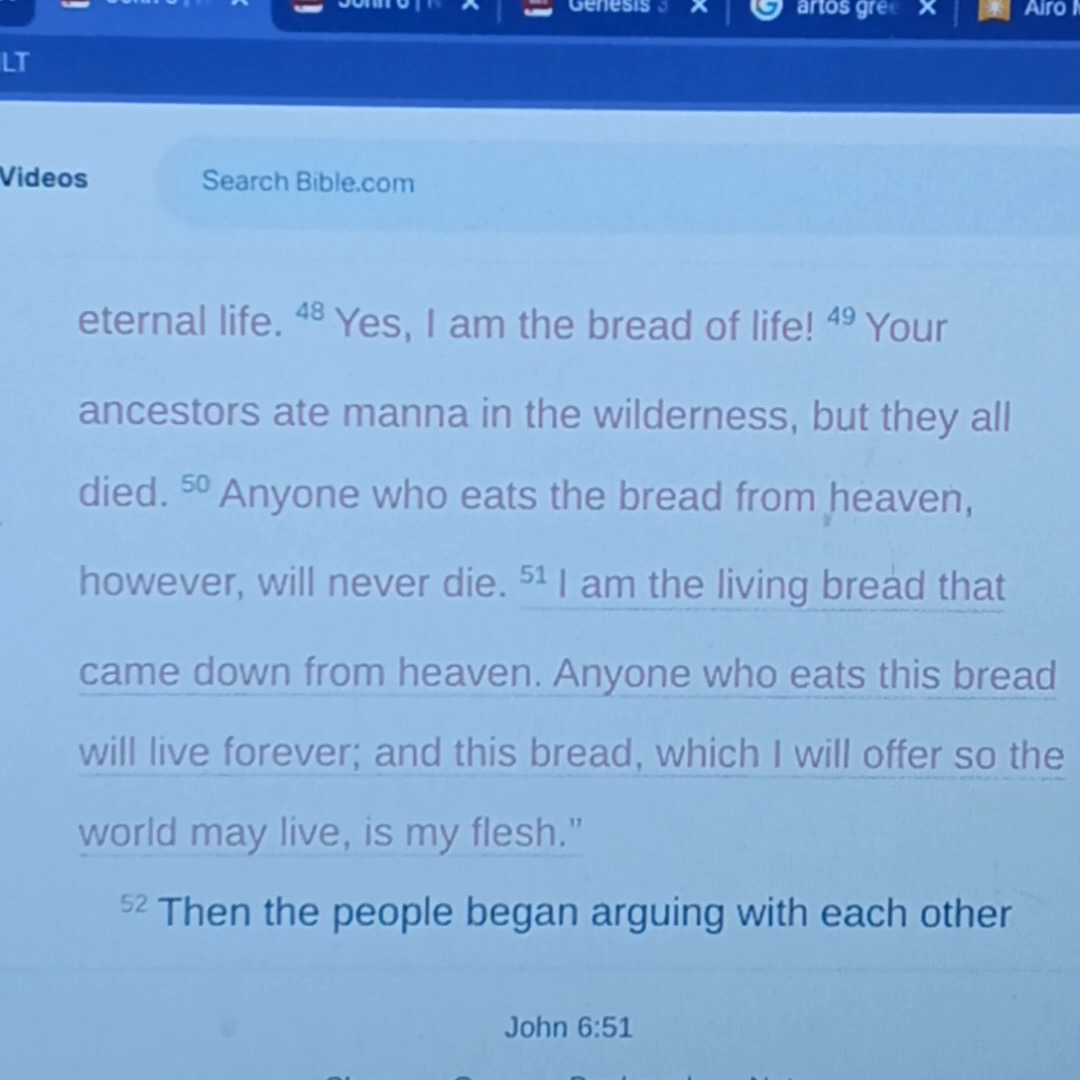 Genesis 3
artos gree
LT
Videos
Search Bible.com
eternal life. 48 Yes, I am the bread of life! 49 Your
ancestors ate manna in the wilderness, but they all
died. 50 Anyone who eats the bread from heaven,
however, will never die. 51 I am the living bread that
came down from heaven. Anyone who eats this bread
will live forever; and this bread, which I will offer so the
world may live, is my flesh.”
52 Then the people began arguing with each other
John 6:51